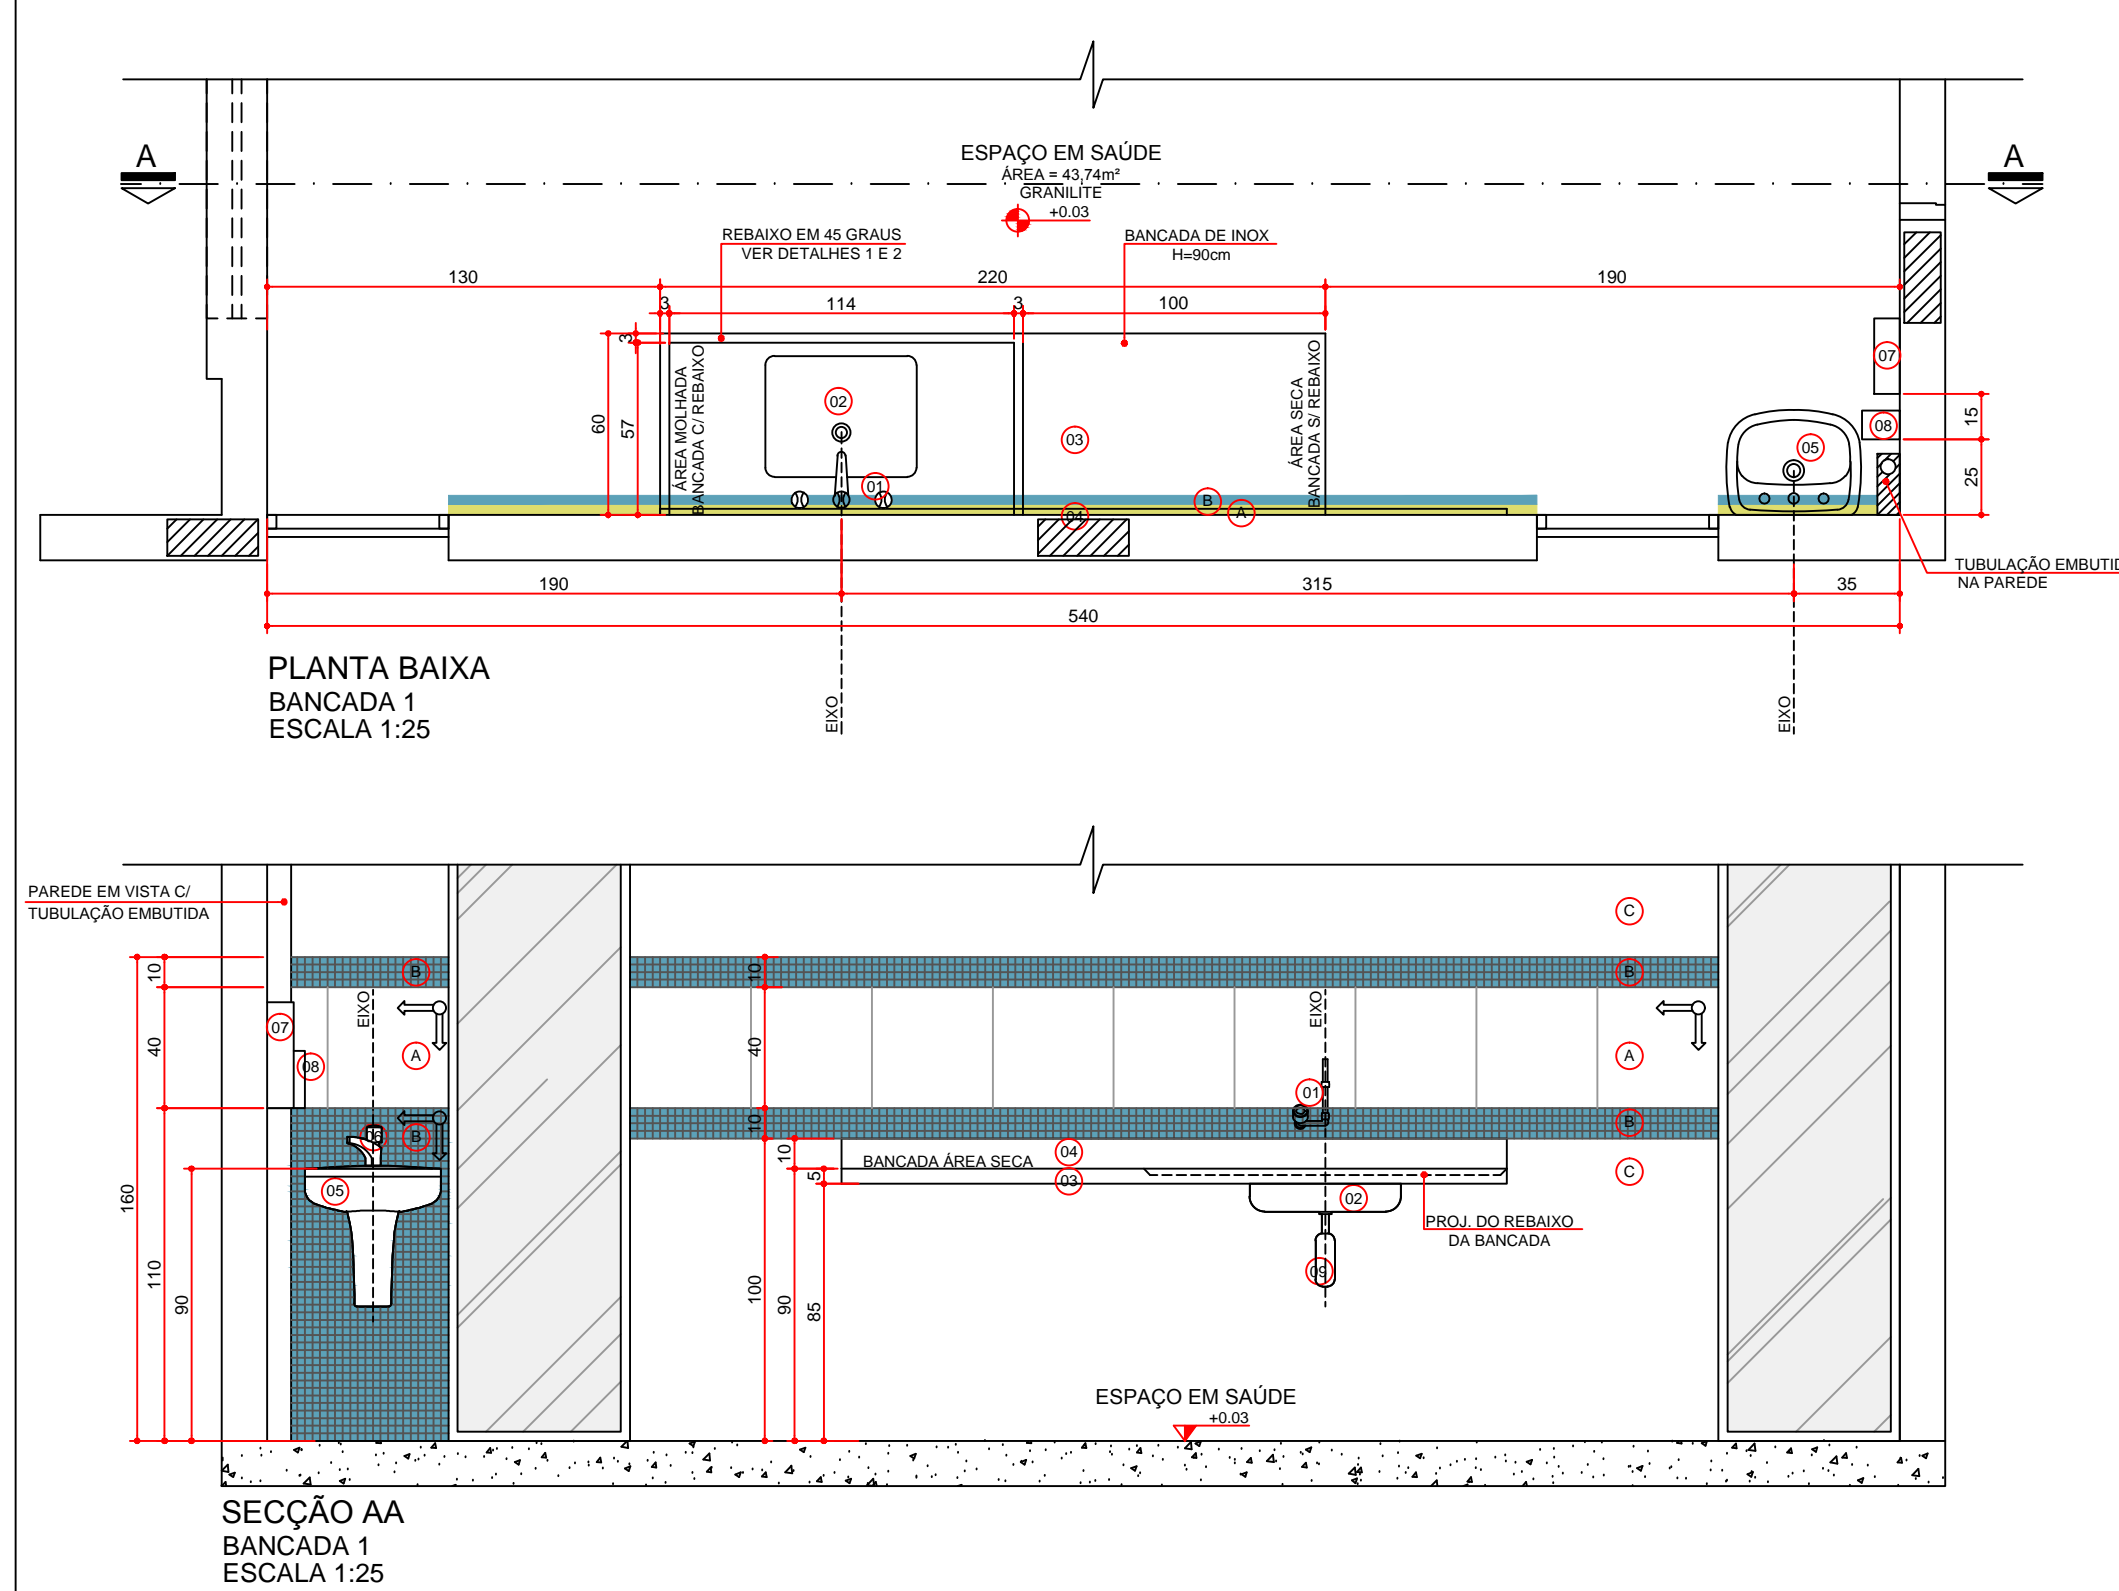 A
A
ESPAÇO EM SAÚDE
ÁREA = 43,74m²
GRANILITE
+0.03
REBAIXO EM 45 GRAUS
VER DETALHES 1 E 2
BANCADA DE INOX
H=90cm
130
220
190
3
114
3
100
3
60
57
ÁREA MOLHADA
BANCADA C/ REBAIXO
ÁREA SECA
BANCADA S/ REBAIXO
02
01
03
04
B
A
05
07
08
15
25
TUBULAÇÃO EMBUTID
NA PAREDE
190
315
35
540
EIXO
EIXO
PLANTA BAIXA
BANCADA 1
ESCALA 1:25
PAREDE EM VISTA C/
TUBULAÇÃO EMBUTIDA
C
10
B
10
B
EIXO
EIXO
07
08
40
A
40
A
01
06
B
10
B
05
10
5
BANCADA ÁREA SECA
04
03
C
02
PROJ. DO REBAIXO
DA BANCADA
09
160
110
90
100
90
85
ESPAÇO EM SAÚDE
+0.03
SECÇÃO AA
BANCADA 1
ESCALA 1:25